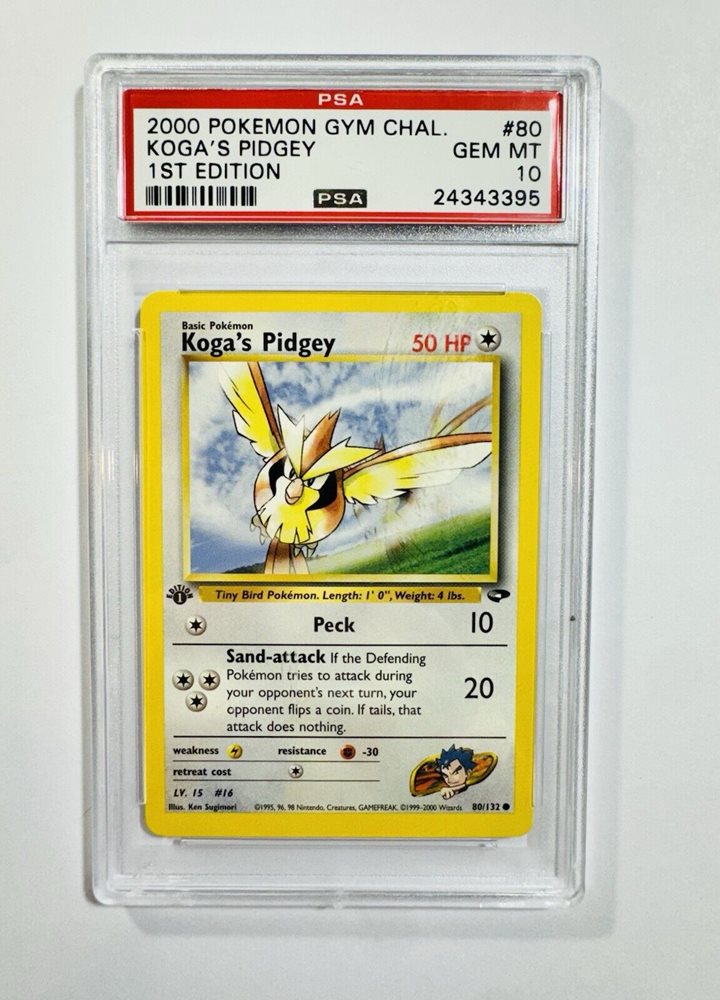 PSA
2000 POKEMON GYM CHAL. #80
KOGA'S PIDGEY GEM MT
1ST EDITION 10
PSA 24343395
Basic Pokémon
Koga's Pidgey 50 HP
EDITION 1
Tiny Bird Pokémon. Length: 1' 0", Weight: 4 lbs.
Peck 10
Sand-attack If the Defending
Pokémon tries to attack during
your opponent's next turn, your
opponent flips a coin. If tails, that
attack does nothing.
20
weakness resistance -30
retreat cost
LV. 15 #16
Illus. Ken Sugimori ©1995, 96, 98 Nintendo, Creatures, GAMEFREAK. ©1999-2000 Wizards. 80/132